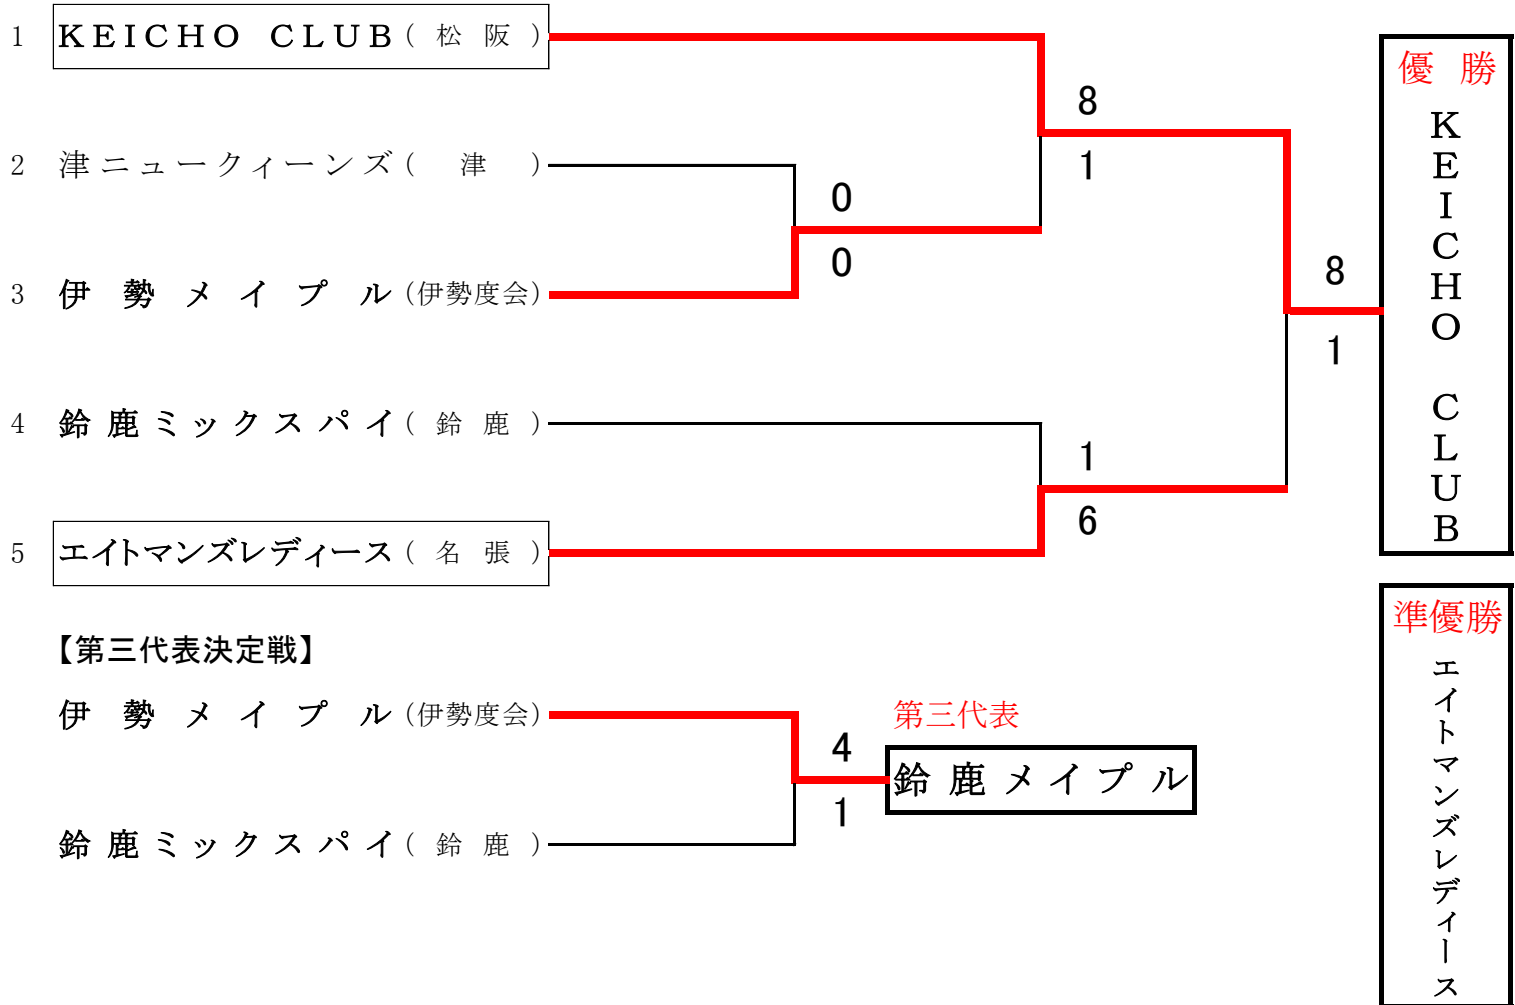 1 KEICHO CLUB(松阪)
8
1
2 津ニュークィーンズ(津)
0
0
3 伊勢メイプル(伊勢度会)
8
1
4 鈴鹿ミックスパイ(鈴鹿)
1
6
5 エイトマンズレディース(名張)
優勝
KEICHO CLUB
【第三代表決定戦】
伊勢メイプル(伊勢度会)
4
1
鈴鹿ミックスパイ(鈴鹿)
第三代表
鈴鹿メイプル
準優勝
エイトマンズレディース